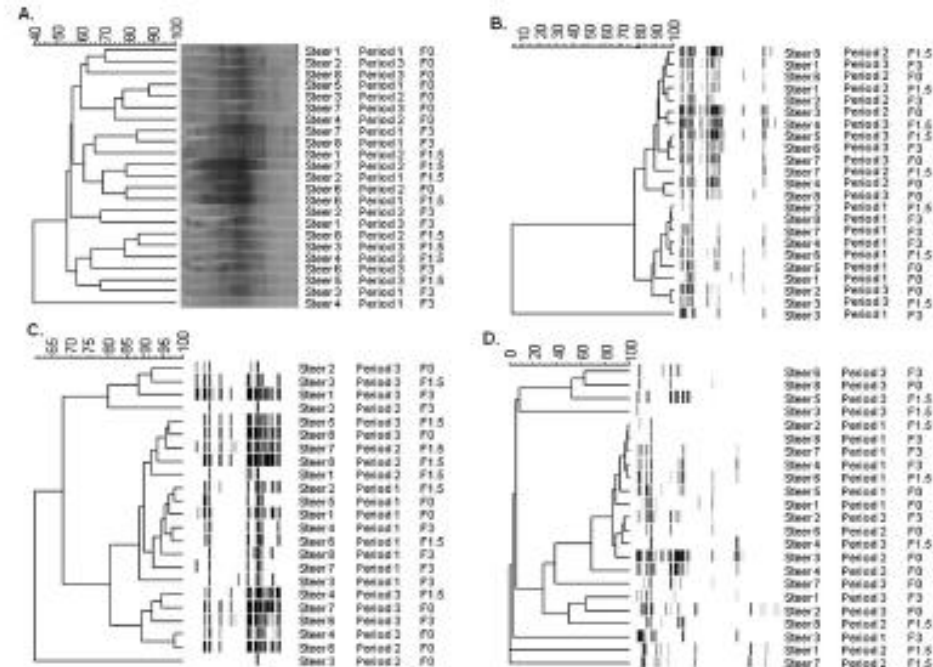 A.
40 50 60 70 80 90 100
Steer 1 Period 1 F0
Steer 2 Period 3 F0
Steer 8 Period 3 F0
Steer 5 Period 1 F0
Steer 3 Period 2 F0
Steer 7 Period 3 F0
Steer 4 Period 2 F0
Steer 7 Period 1 F3
Steer 8 Period 1 F3
Steer 1 Period 2 F1.5
Steer 7 Period 2 F1.5
Steer 2 Period 1 F1.5
Steer 6 Period 2 F0
Steer 6 Period 1 F1.5
Steer 2 Period 2 F3
Steer 1 Period 3 F3
Steer 8 Period 2 F1.5
Steer 3 Period 3 F1.5
Steer 4 Period 3 F1.5
Steer 6 Period 3 F3
Steer 5 Period 3 F1.5
Steer 3 Period 1 F3
Steer 4 Period 1 F3
B.
10 20 30 40 50 60 70 80 90 100
Steer 8 Period 2 F1.5
Steer 1 Period 3 F3
Steer 6 Period 2 F0
Steer 1 Period 2 F1.5
Steer 2 Period 2 F3
Steer 3 Period 2 F0
Steer 4 Period 3 F1.5
Steer 5 Period 3 F1.5
Steer 6 Period 3 F3
Steer 7 Period 3 F0
Steer 7 Period 2 F1.5
Steer 4 Period 2 F0
Steer 8 Period 3 F0
Steer 2 Period 1 F1.5
Steer 8 Period 1 F3
Steer 7 Period 1 F3
Steer 4 Period 1 F3
Steer 6 Period 1 F1.5
Steer 5 Period 1 F0
Steer 1 Period 1 F0
Steer 2 Period 3 F0
Steer 3 Period 3 F1.5
Steer 3 Period 1 F3
C.
65 70 75 80 85 90 95 100
Steer 2 Period 3 F0
Steer 3 Period 3 F1.5
Steer 1 Period 3 F3
Steer 2 Period 2 F3
Steer 5 Period 3 F1.5
Steer 8 Period 3 F0
Steer 7 Period 2 F1.5
Steer 8 Period 2 F1.5
Steer 1 Period 2 F1.5
Steer 2 Period 1 F1.5
Steer 5 Period 1 F0
Steer 1 Period 1 F0
Steer 4 Period 1 F3
Steer 6 Period 1 F1.5
Steer 8 Period 1 F3
Steer 7 Period 1 F3
Steer 3 Period 1 F3
Steer 4 Period 3 F1.5
Steer 7 Period 3 F0
Steer 6 Period 3 F3
Steer 4 Period 2 F0
Steer 6 Period 2 F0
Steer 3 Period 2 F0
D.
0 20 40 60 80 100
Steer 6 Period 3 F3
Steer 8 Period 3 F0
Steer 5 Period 3 F1.5
Steer 3 Period 3 F1.5
Steer 2 Period 1 F1.5
Steer 8 Period 1 F3
Steer 7 Period 1 F3
Steer 4 Period 1 F3
Steer 6 Period 1 F1.5
Steer 5 Period 1 F0
Steer 1 Period 1 F0
Steer 2 Period 2 F3
Steer 6 Period 2 F0
Steer 4 Period 3 F1.5
Steer 3 Period 2 F0
Steer 4 Period 2 F0
Steer 7 Period 3 F0
Steer 1 Period 3 F3
Steer 2 Period 3 F0
Steer 8 Period 2 F1.5
Steer 3 Period 1 F3
Steer 1 Period 2 F1.5
Steer 7 Period 2 F1.5